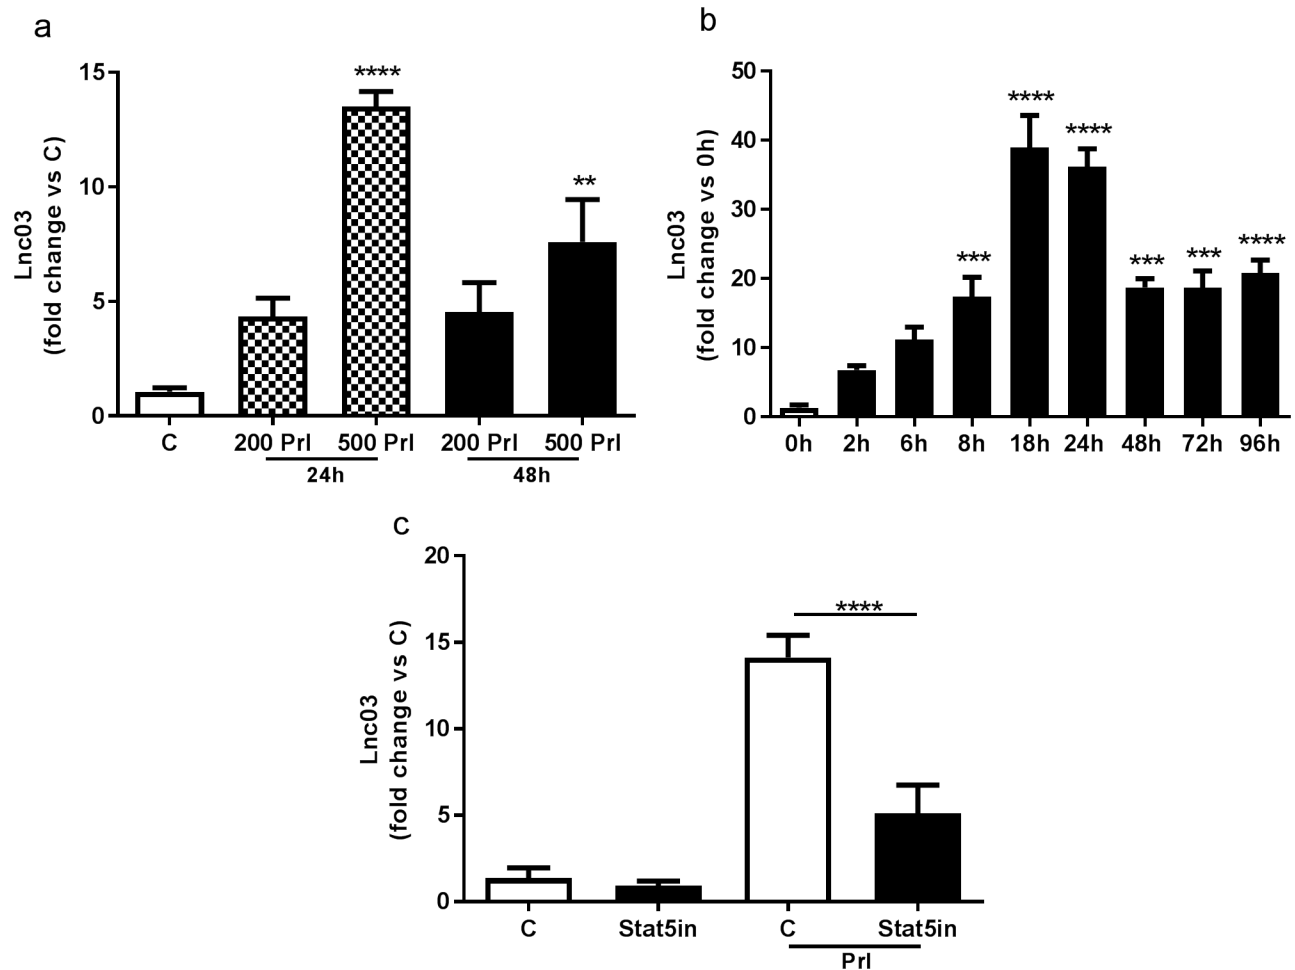 a
Lnc03
(fold change vs C)
15
10
5
0
****
**
C
200 Prl
500 Prl
200 Prl
500 Prl
24h
48h
b
Lnc03
(fold change vs 0h)
50
40
30
20
10
0
***
****
****
***
***
****
0h
2h
6h
8h
18h
24h
48h
72h
96h
c
Lnc03
(fold change vs C)
20
15
10
5
0
****
C
Stat5in
C
Stat5in
Prl